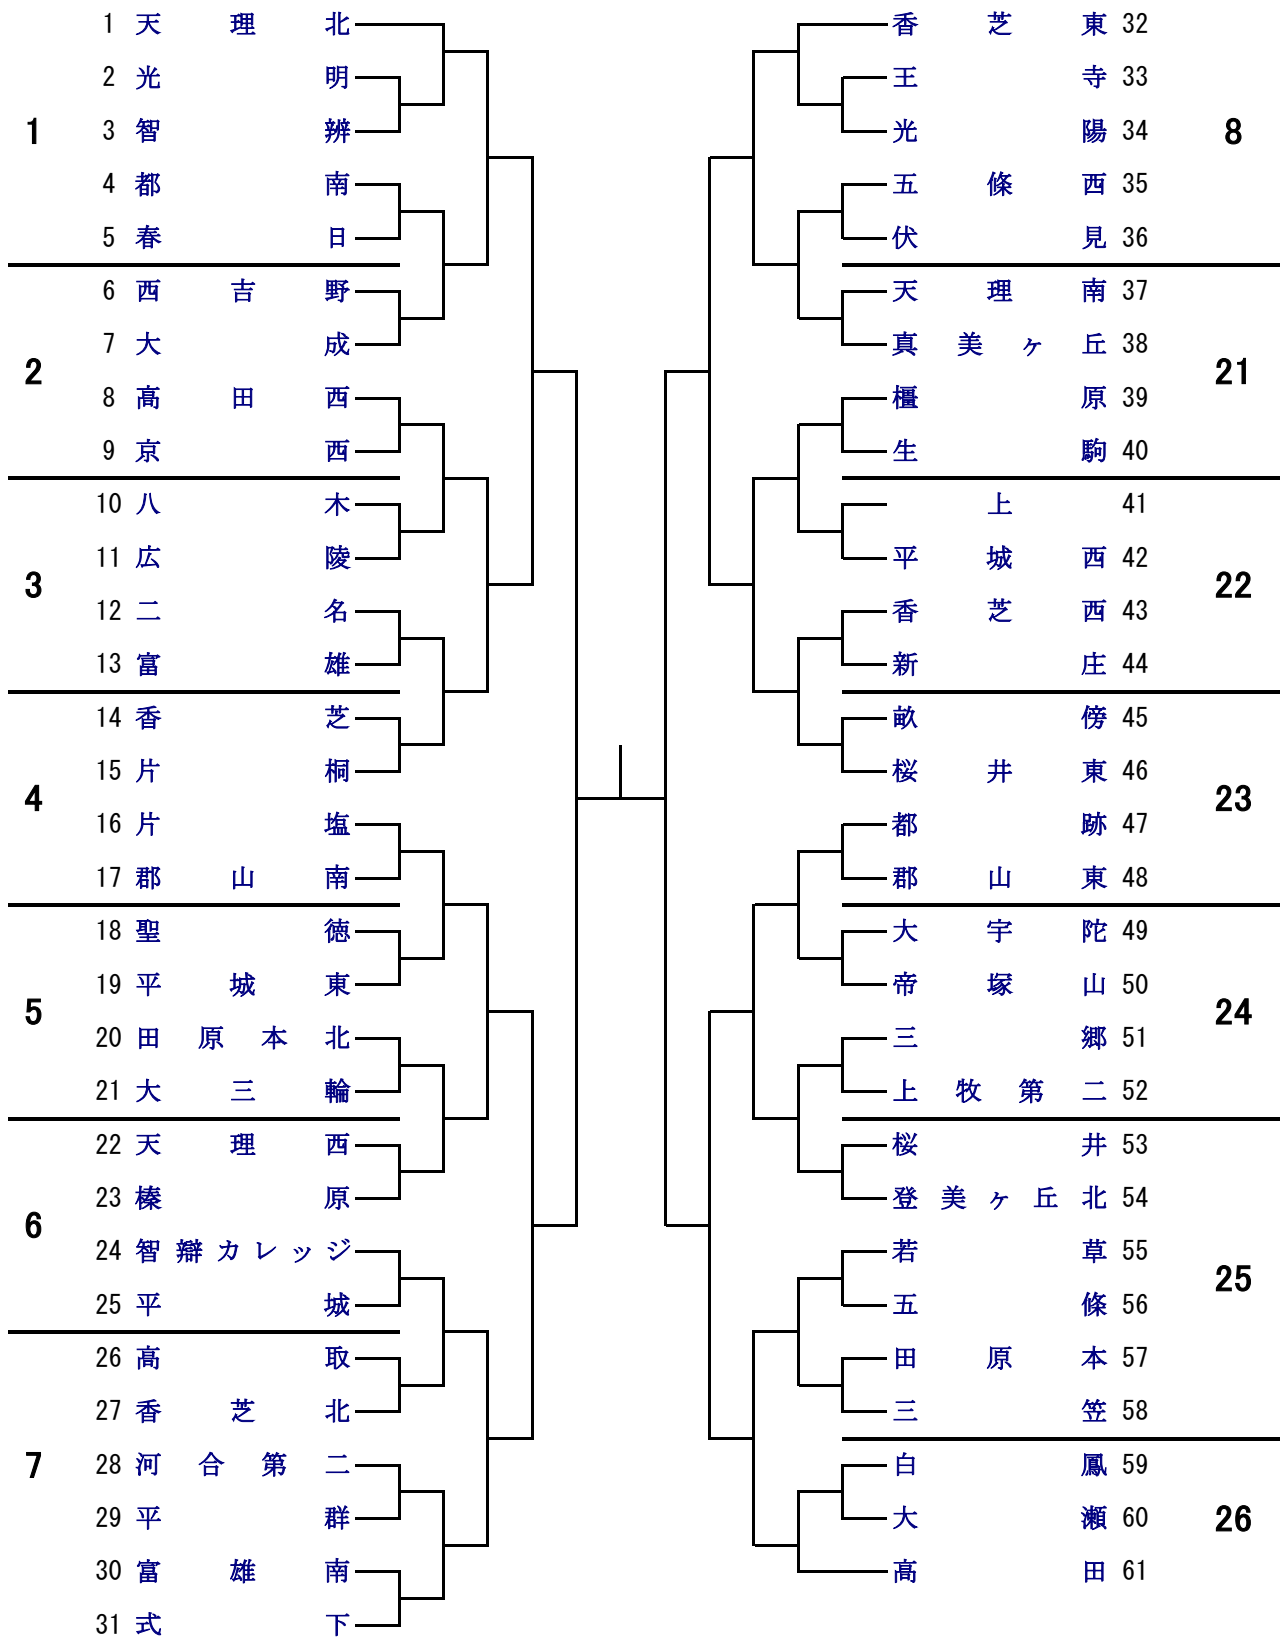 1 天理北
2 光明
1
3 智辨
4 都南
5 春日
6 西吉野
7 大成
2
8 高田西
9 京西
10 八木
11 広陵
3
12 二名
13 富雄
14 香芝
15 片桐
4
16 片塩
17 郡山南
18 聖徳
19 平城東
5
20 田原本北
21 大三輪
22 天理西
23 榛原
6
24 智辯カレッジ
25 平城
26 高取
27 香芝北
7
28 河合第二
29 平群
30 富雄南
31 式下
香芝東 32
王寺 33
光陽 34
8
五條西 35
伏見 36
天理南 37
真美ヶ丘 38
21
橿原 39
生駒 40
上 41
平城西 42
22
香芝西 43
新庄 44
畝傍 45
桜井東 46
23
都跡 47
郡山東 48
大宇陀 49
帝塚山 50
24
三郷 51
上牧第二 52
桜井 53
登美ヶ丘北 54
若草 55
25
五條 56
田原本 57
三笠 58
白鳳 59
大瀬 60
26
高田 61